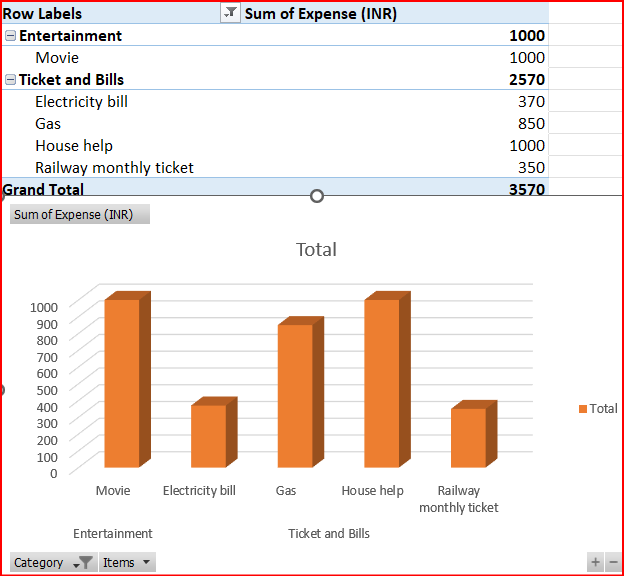 Row Labels Sum of Expense (INR)
Entertainment 1000
Movie 1000
Ticket and Bills 2570
Electricity bill 370
Gas 850
House help 1000
Railway monthly ticket 350
Grand Total 3570
Sum of Expense (INR)
Total
1000
900
800
700
600
500
400
300
200
100
0
Total
Movie Electricity bill Gas House help Railway
monthly ticket
Entertainment Ticket and Bills
Category Items